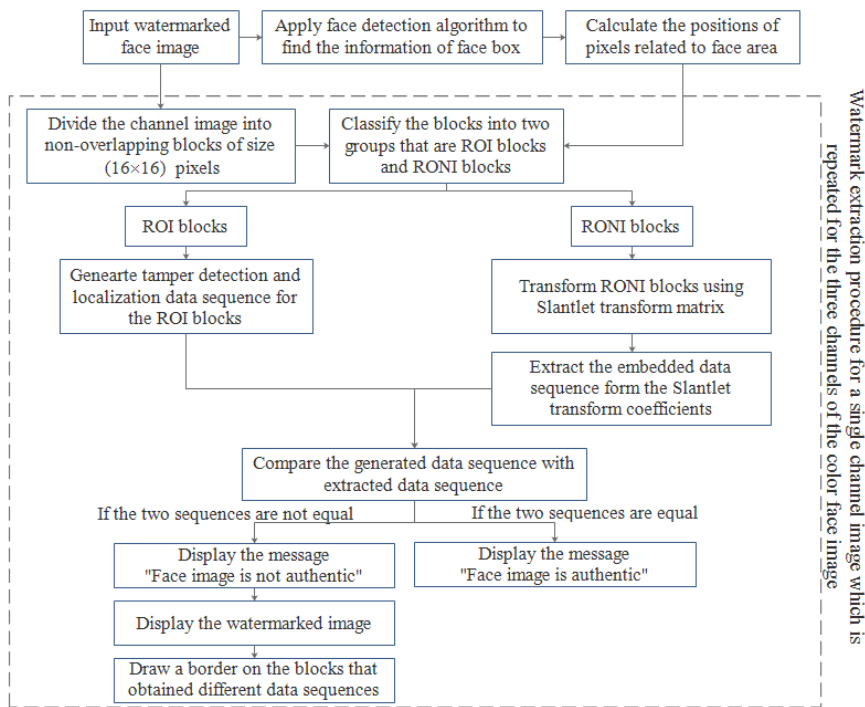 Input watermarked
face image
Apply face detection algorithm to
find the information of face box
Calculate the positions of
pixels related to face area
Divide the channel image into
non-overlapping blocks of size
(16×16) pixels
Classify the blocks into two
groups that are ROI blocks
and RONI blocks
ROI blocks
RONI blocks
Genearte tamper detection and
localization data sequence for
the ROI blocks
Transform RONI blocks using
Slantlet transform matrix
Extract the embedded data
sequence form the Slantlet
transform coefficients
Compare the generated data sequence with
extracted data sequence
If the two sequences are not equal
If the two sequences are equal
Display the message
"Face image is not authentic"
Display the message
"Face image is authentic"
Display the watermarked image
Draw a border on the blocks that
obtained different data sequences
Watermark extraction procedure for a single channel image which is
repeated for the three channels of the color face image